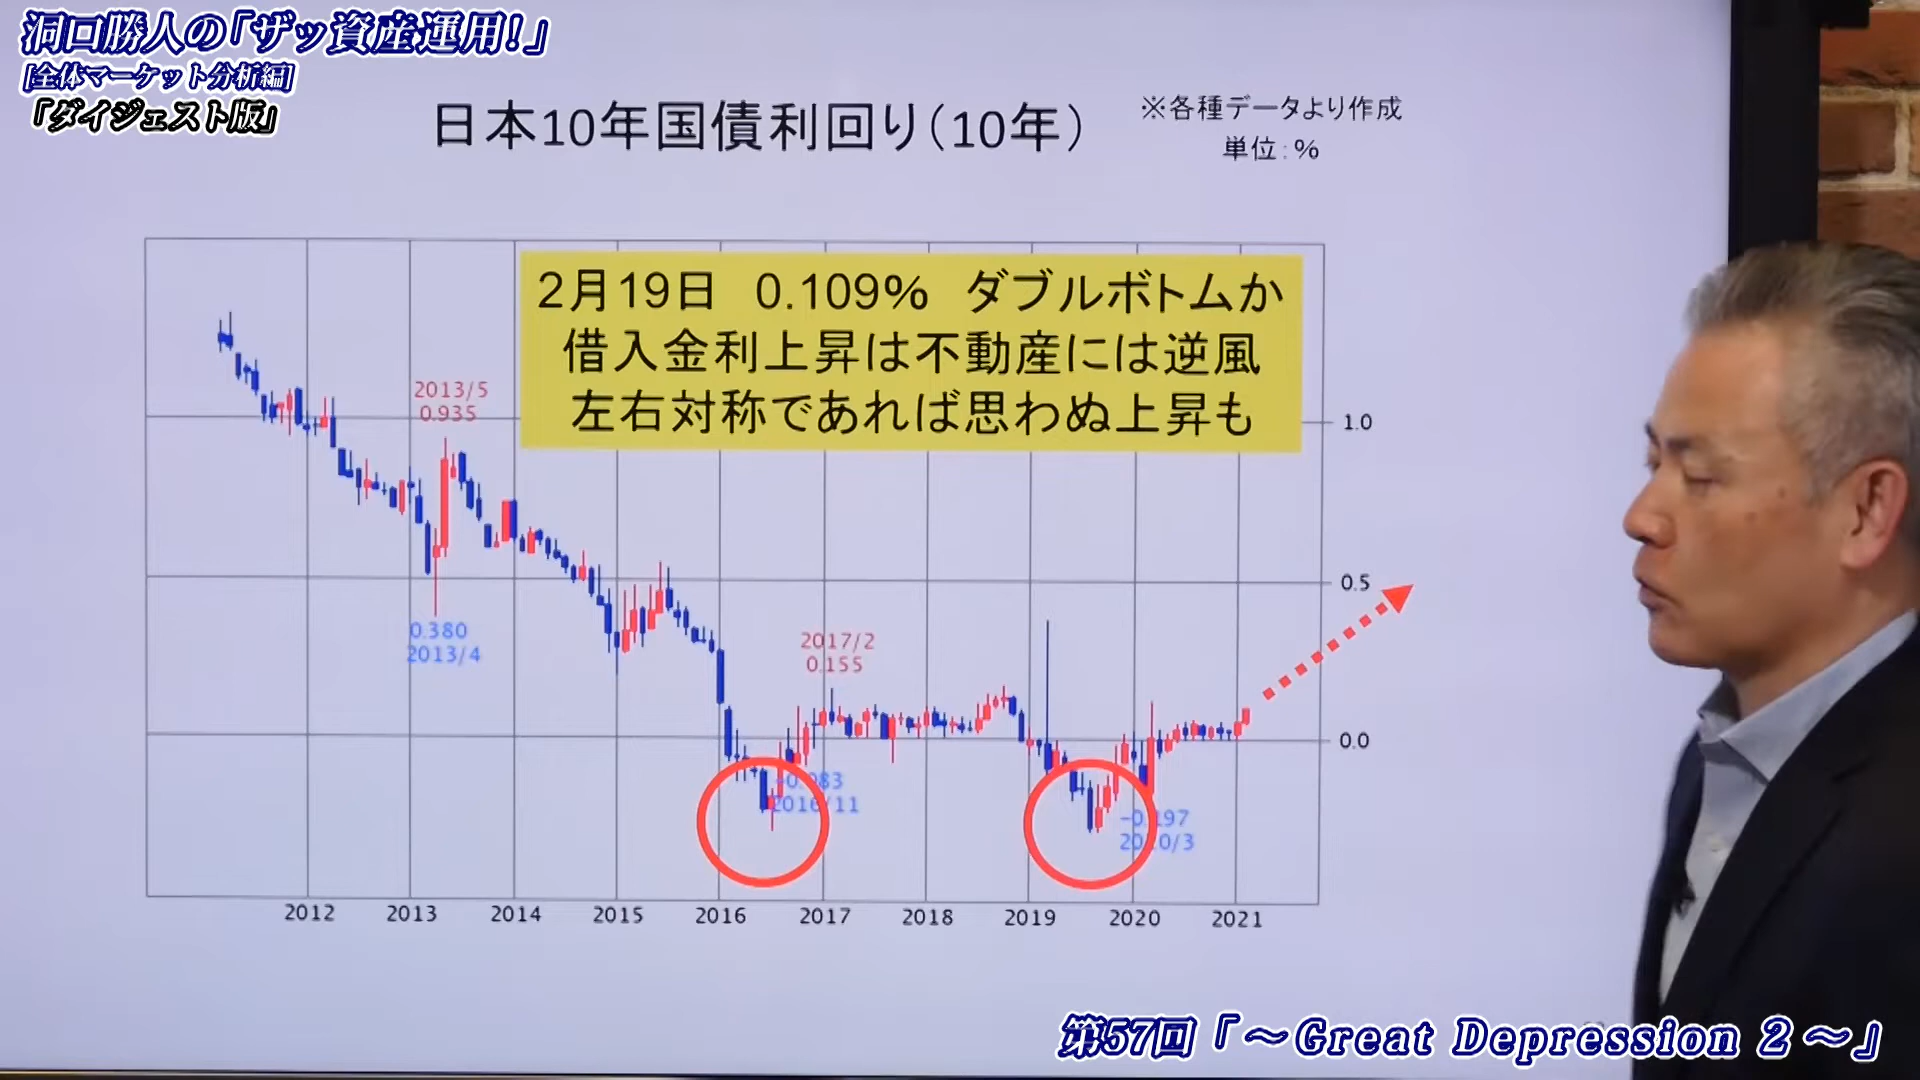 洞口勝人の「ザッ資産運用!」
[全体マーケット分析編]
「ダイジェスト版」
日本10年国債利回り(10年)
※各種データより作成
単位:%
2月19日 0.109% ダブルボトムか
借入金利上昇は不動産には逆風
左右対称であれば思わぬ上昇も
2013/5
0.935
1.0
0.5
0.380
2013/4
2017/2
0.155
0.0
2016/11
-0.197
2020/3
2012 2013 2014 2015 2016 2017 2018 2019 2020 2021
第57回「~Great Depression 2~」